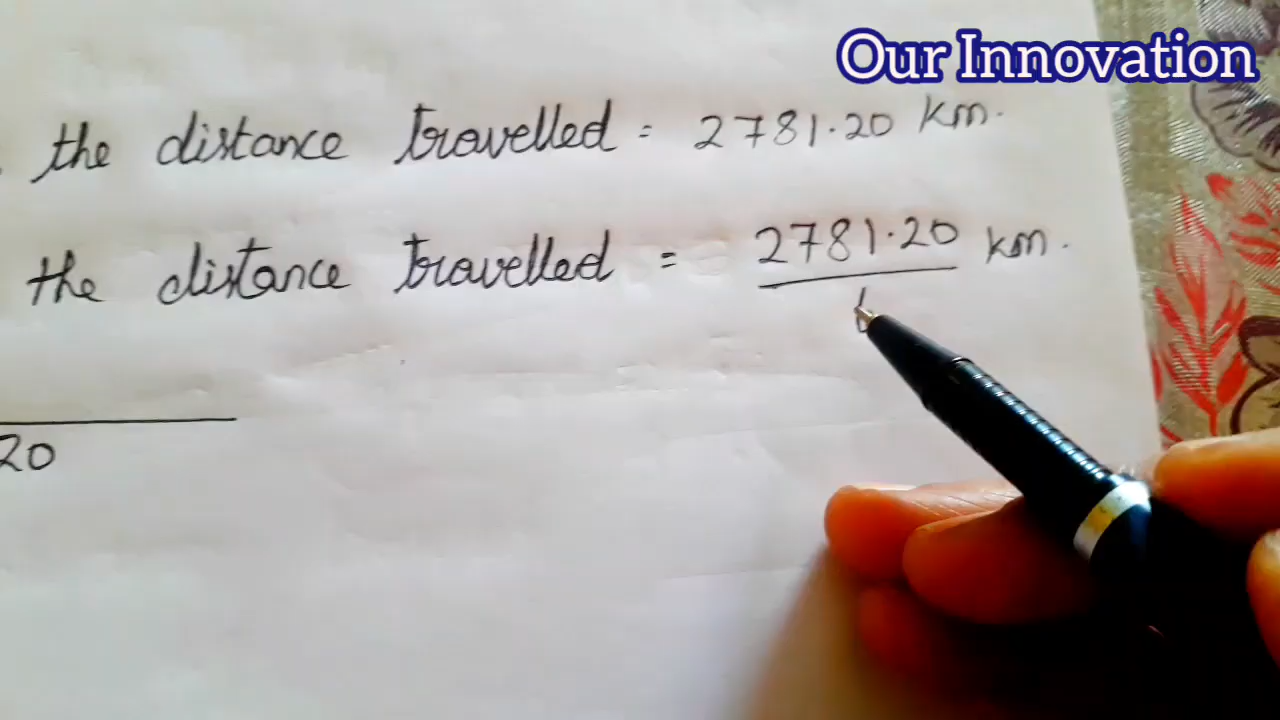 Our Innovation
the distance travelled = 2781.20 km.
the distance travelled = 2781.20 km.
20